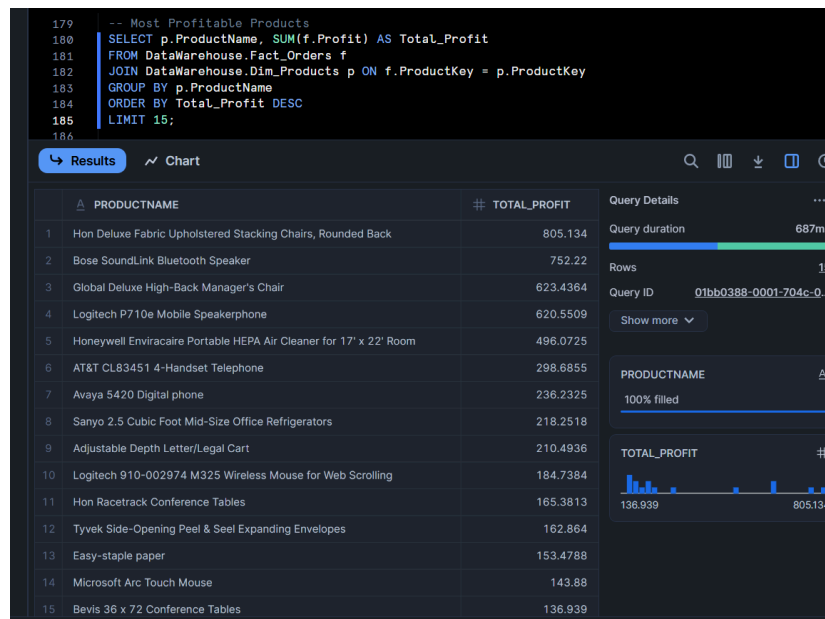 179 -- Most Profitable Products
180 SELECT p.ProductName, SUM(f.Profit) AS Total_Profit
181 FROM DataWarehouse.Fact_Orders f
182 JOIN DataWarehouse.Dim_Products p ON f.ProductKey = p.ProductKey
183 GROUP BY p.ProductName
184 ORDER BY Total_Profit DESC
185 LIMIT 15;
186
Results Chart
A PRODUCTNAME # TOTAL_PROFIT
1 Hon Deluxe Fabric Upholstered Stacking Chairs, Rounded Back 805.134
2 Bose SoundLink Bluetooth Speaker 752.22
3 Global Deluxe High-Back Manager's Chair 623.4364
4 Logitech P710e Mobile Speakerphone 620.5509
5 Honeywell Enviracaire Portable HEPA Air Cleaner for 17' x 22' Room 496.0725
6 AT&T CL83451 4-Handset Telephone 298.6855
7 Avaya 5420 Digital phone 236.2325
8 Sanyo 2.5 Cubic Foot Mid-Size Office Refrigerators 218.2518
9 Adjustable Depth Letter/Legal Cart 210.4936
10 Logitech 910-002974 M325 Wireless Mouse for Web Scrolling 184.7384
11 Hon Racetrack Conference Tables 165.3813
12 Tyvek Side-Opening Peel & Seel Expanding Envelopes 162.864
13 Easy-staple paper 153.4788
14 Microsoft Arc Touch Mouse 143.88
15 Bevis 36 x 72 Conference Tables 136.939
Query Details ...
Query duration 687m
Rows
Query ID 01bb0388-0001-704c-0...
Show more
PRODUCTNAME A
100% filled
TOTAL_PROFIT #
136.939 805.134